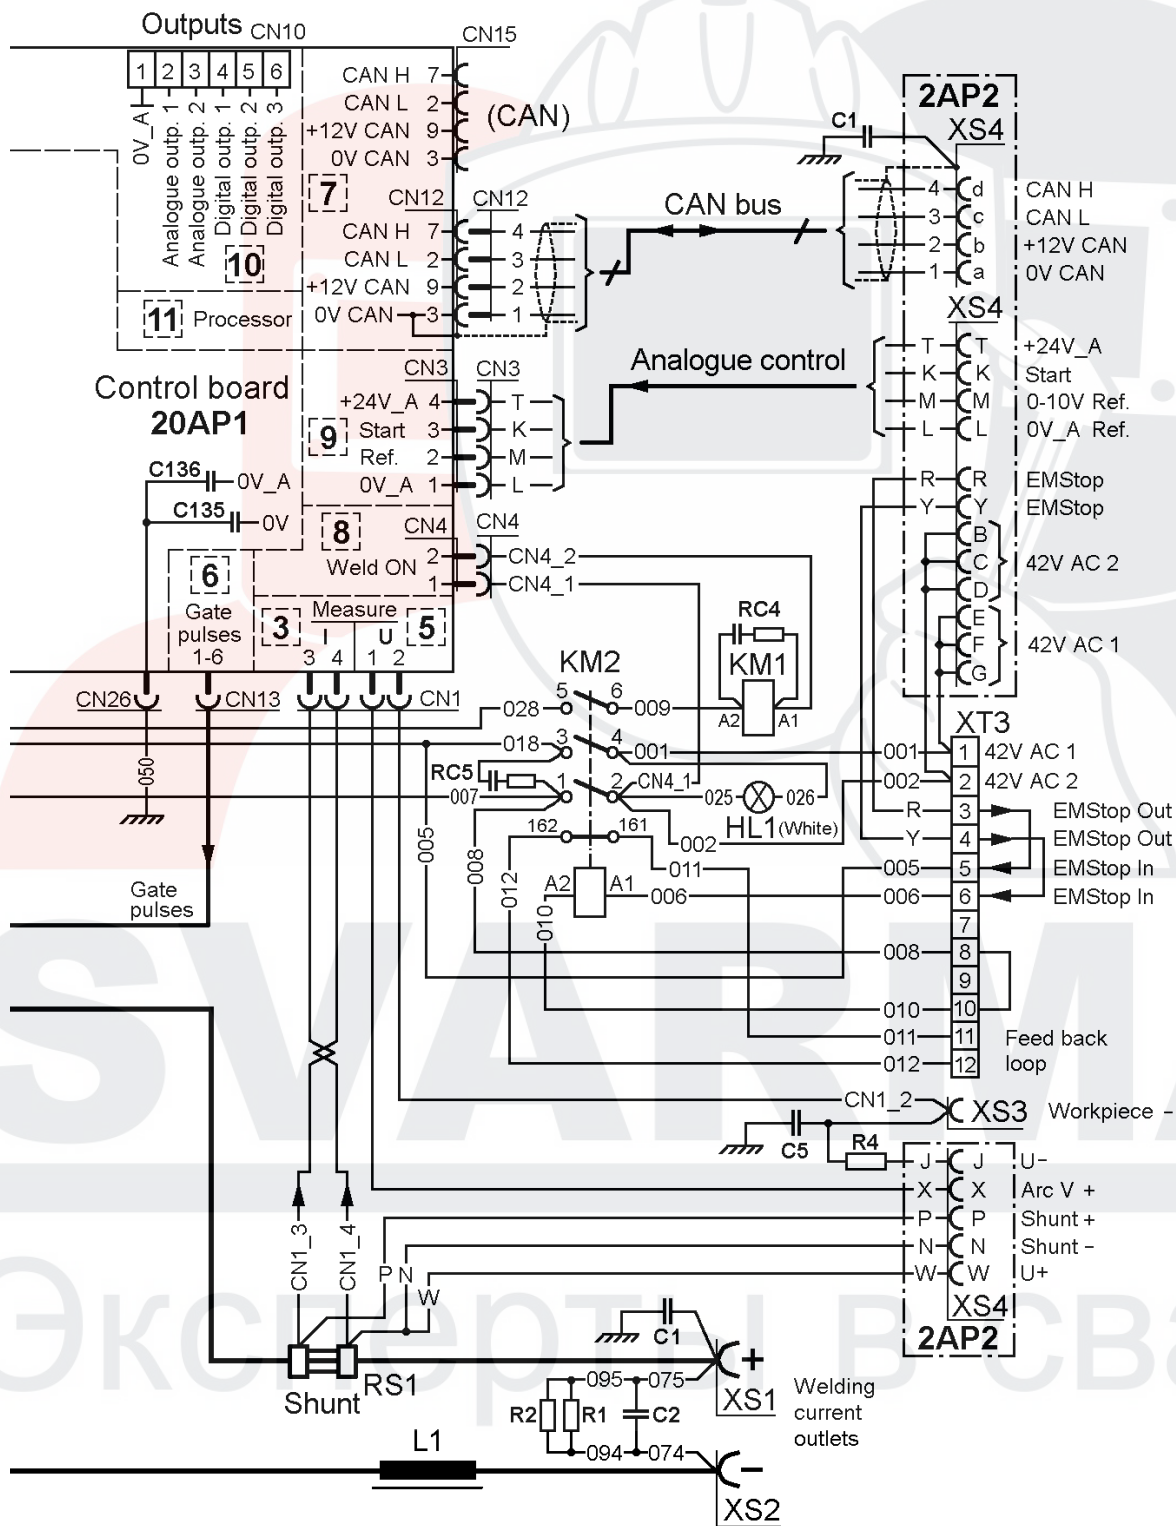 Outputs CN10
1 2 3 4 5 6
0V_A
Analogue outp. 1
Analogue outp. 2
Digital outp. 1
Digital outp. 2
Digital outp. 3
CN15
CAN H 7
CAN L 2
+12V CAN 9
0V CAN 3
(CAN)
7
10
11 Processor
CN12 CN12
CAN H 7 4
CAN L 2 3
+12V CAN 9 2
0V CAN 3 1
CAN bus
C1
2AP2
XS4
4 d CAN H
3 c CAN L
2 b +12V CAN
1 a 0V CAN
XS4
T T +24V_A
K K Start
M M 0-10V Ref.
L L 0V_A Ref.
R R EMStop
Y Y EMStop
B
C 42V AC 2
D
E
F 42V AC 1
G
Analogue control
Control board
20AP1
CN3 CN3
+24V_A 4 T
9 Start 3 K
Ref. 2 M
0V_A 1 L
C136 0V_A
C135 0V
8
CN4 CN4
Weld ON
2 CN4_2
1 CN4_1
6
Gate
pulses
1-6
3 Measure 5
I U
3 4 1 2
CN26 CN13 CN1
050
Gate
pulses
KM2
RC4
KM1
A2 A1
028 5 6 009
018 3 4 001
RC5
007 1 2 CN4_1
025 026
HL1 (White)
002
162 161
011
A2 A1
006
005
008
012
010
XT3
001 1 42V AC 1
002 2 42V AC 2
R 3 EMStop Out
Y 4 EMStop Out
005 5 EMStop In
006 6 EMStop In
7
008 8
9
010 10
011 11 Feed back
012 12 loop
CN1_2 XS3 Workpiece -
C5
R4
J J U-
X X Arc V +
P P Shunt +
N N Shunt -
W W U+
XS4
2AP2
CN1_3
CN1_4
P N W
Shunt RS1
C1
+
XS1
Welding
current
outlets
095 075
R2 R1 C2
094 074
L1
-
XS2
SVARMA
Эксперты в сва